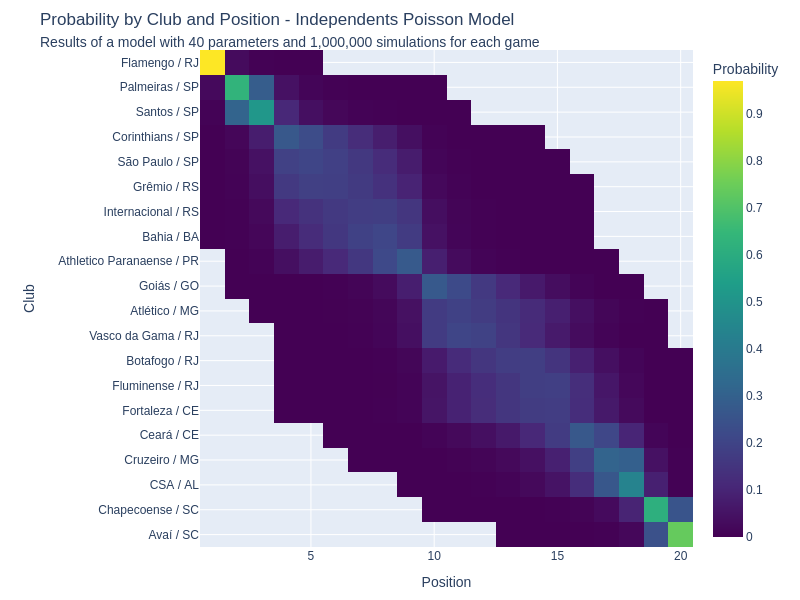 Probability by Club and Position - Independents Poisson Model
Results of a model with 40 parameters and 1,000,000 simulations for each game
Probability
Flamengo / RJ
Palmeiras / SP
Santos / SP
Corinthians / SP
São Paulo / SP
Grêmio / RS
Internacional / RS
Bahia / BA
Athletico Paranaense / PR
Goiás / GO
Atlético / MG
Vasco da Gama / RJ
Botafogo / RJ
Fluminense / RJ
Fortaleza / CE
Ceará / CE
Cruzeiro / MG
CSA / AL
Chapecoense / SC
Avaí / SC
Club
5
10
15
20
Position
0.9
0.8
0.7
0.6
0.5
0.4
0.3
0.2
0.1
0